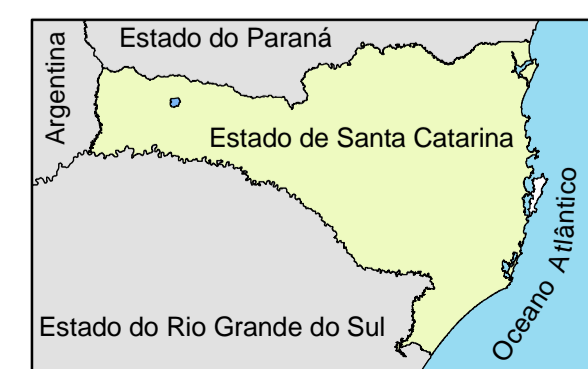 Estado do Paraná
Argentina
Estado de Santa Catarina
Oceano Atlântico
Estado do Rio Grande do Sul